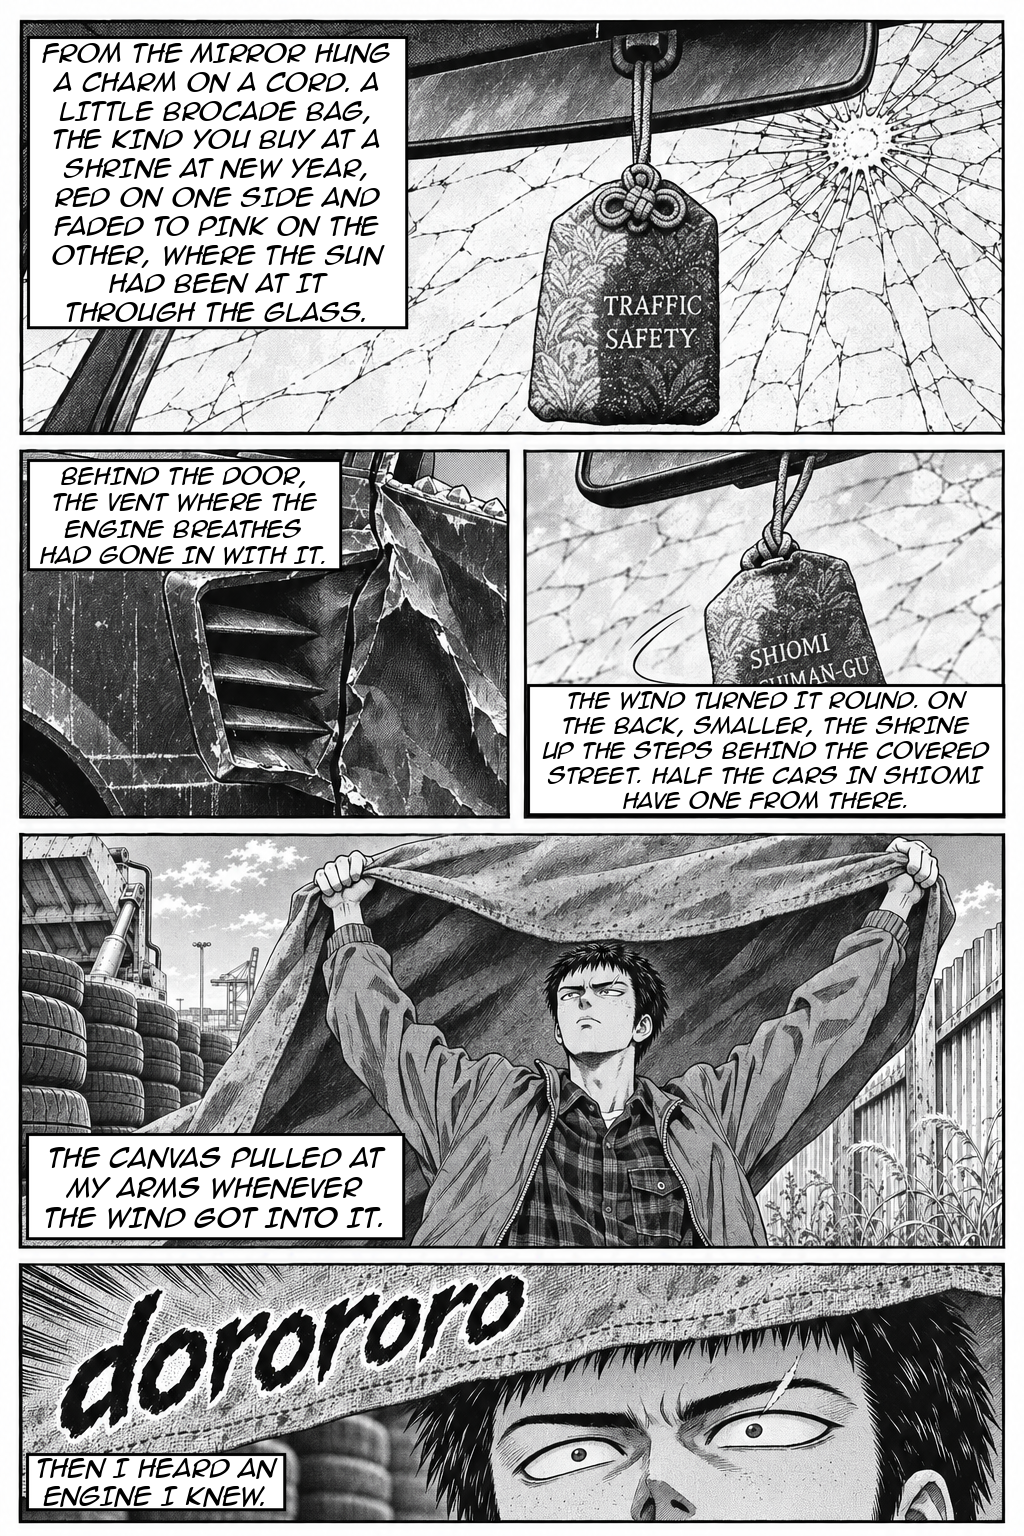 FROM THE MIRROR HUNG
A CHARM ON A CORD. A
LITTLE BROCADE BAG,
THE KIND YOU BUY AT A
SHRINE AT NEW YEAR,
RED ON ONE SIDE AND
FADED TO PINK ON THE
OTHER, WHERE THE SUN
HAD BEEN AT IT
THROUGH THE GLASS.
TRAFFIC
SAFETY
BEHIND THE DOOR,
THE VENT WHERE THE
ENGINE BREATHES
HAD GONE IN WITH IT.
SHIOMI
THE WIND TURNED IT ROUND. ON
THE BACK, SMALLER, THE SHRINE
UP THE STEPS BEHIND THE COVERED
STREET. HALF THE CARS IN SHIOMI
HAVE ONE FROM THERE.
THE CANVAS PULLED AT
MY ARMS WHENEVER
THE WIND GOT INTO IT.
dorororo
THEN I HEARD AN
ENGINE I KNEW.